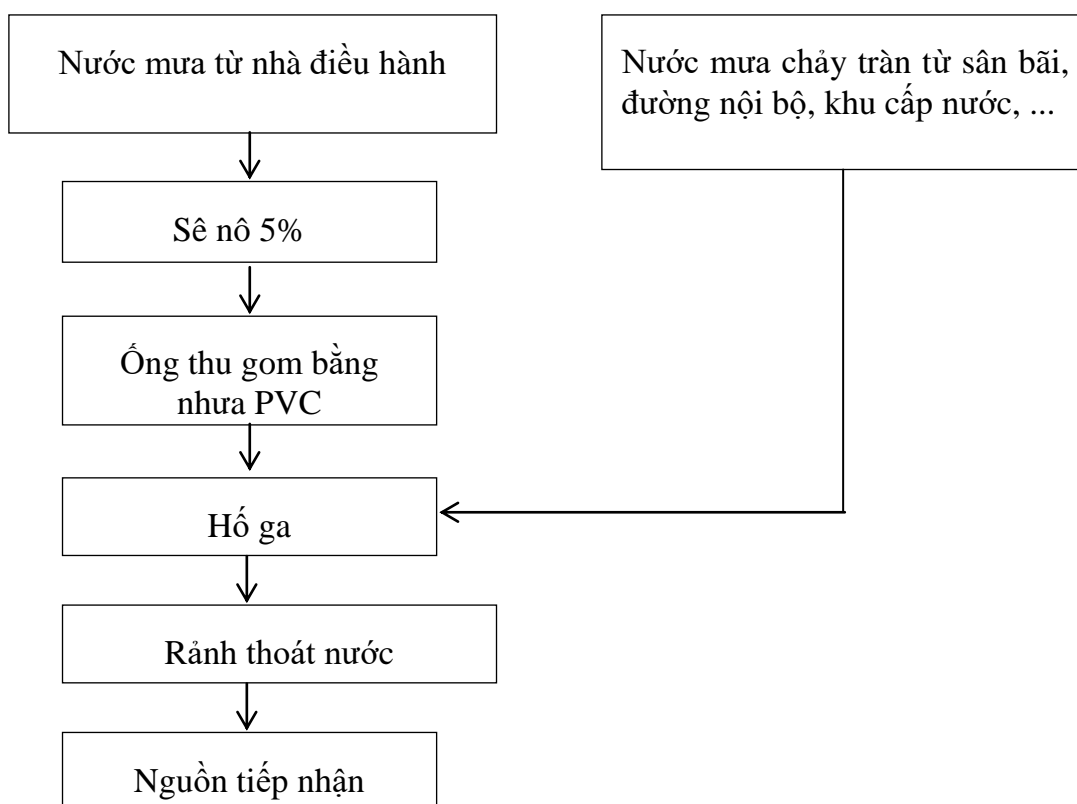 Nước mưa từ nhà điều hành
Nước mưa chảy tràn từ sân bãi,
đường nội bộ, khu cấp nước, ...
Sê nô 5%
Ống thu gom bằng
nhưa PVC
Hố ga
Rảnh thoát nước
Nguồn tiếp nhận